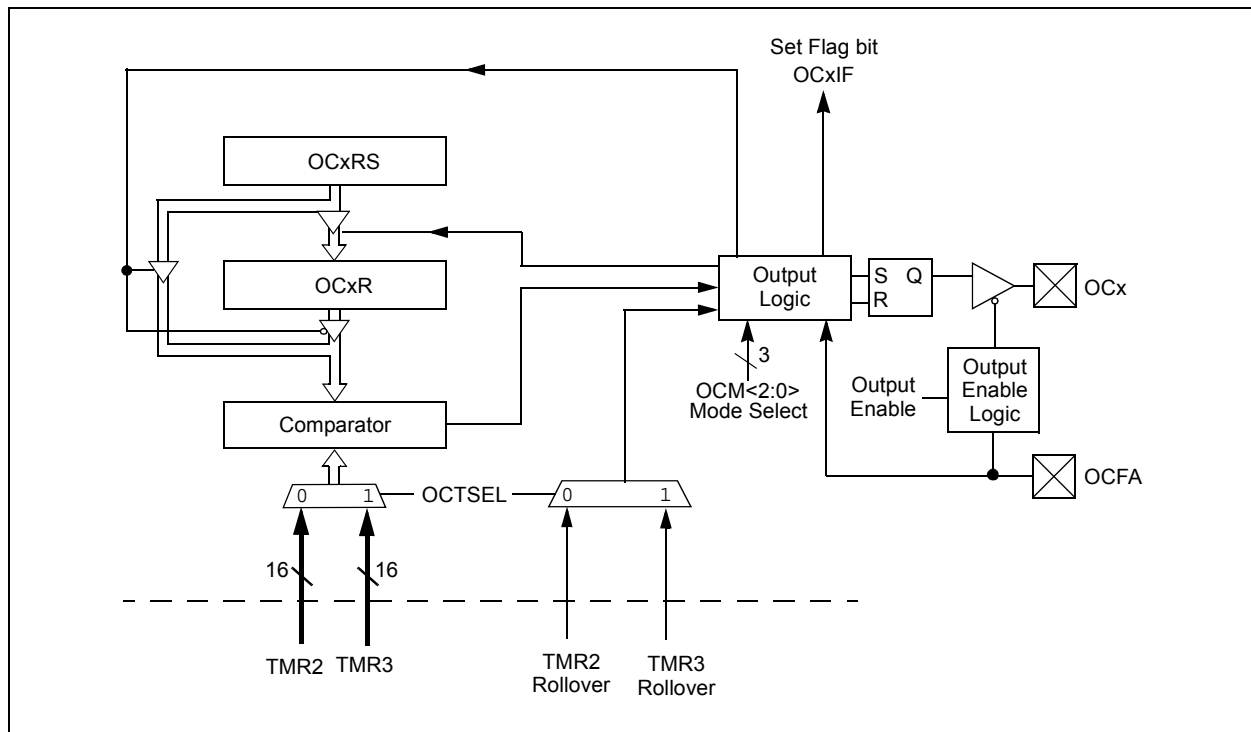 Set Flag bit
OCxIF
OCxRS
OCxR
Comparator
Output
Logic
S Q
R
OCx
3
OCM<2:0>
Mode Select
Output
Enable
Output
Enable
Logic
OCFA
0 1
OCTSEL
0 1
16
16
TMR2
TMR3
TMR2
Rollover
TMR3
Rollover